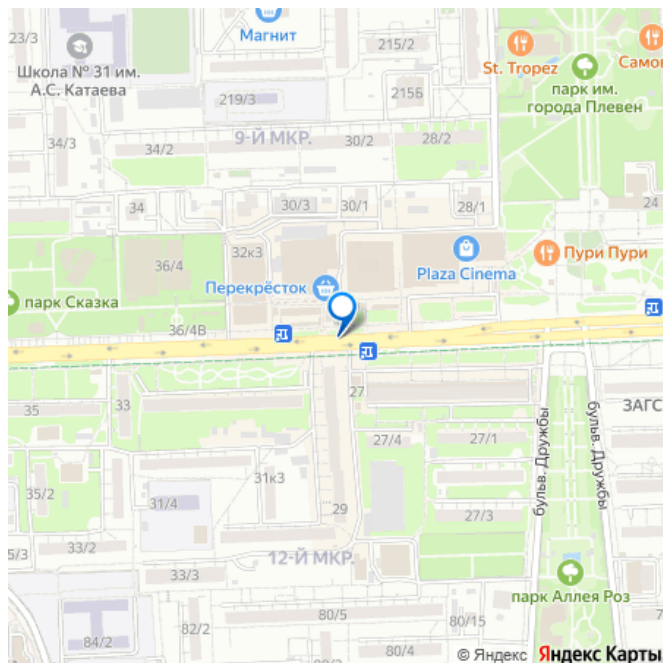 23/3
Магнит
215/2
St. Tropez
Самов
Школа № 31 им.
А.С. Катаева
парк им.
города Плевен
219/3
215Б
34/3
9-Й МКР.
34/2
30/2
28/2
34
30/3
30/1
28/1
24
32к3
36/4
Plaza Cinema
Пури Пури
Перекрёсток
парк Сказка
36/4В
35
33
27
ЗАГС
27/4
27/1
бульв. Дружбы
бульв. Дружбы
31к3
35/2
31/4
29
27/3
5/3
33/2
12-Й МКР.
33/3
парк Аллея Роз
80/5
80/15
82/2
84/2
80/4
© Яндекс Яндекс Карты